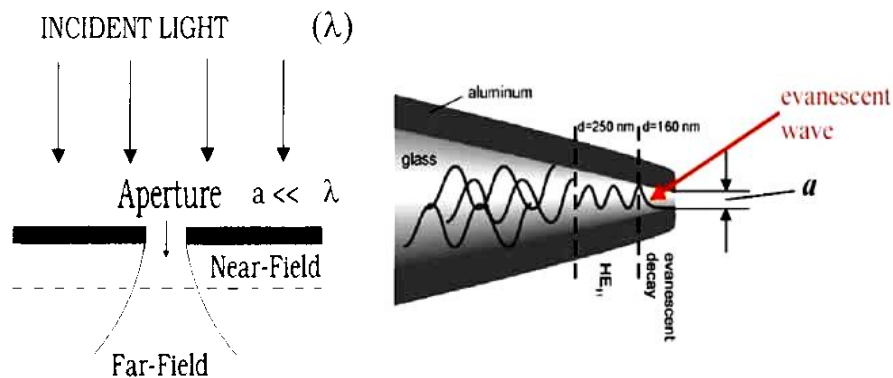 INCIDENT LIGHT (λ)
Aperture a << λ
Near-Field
Far-Field
aluminum
evanescent
wave
d=250 nm
d=160 nm
glass
a
HE₁₁
evanescent
decay